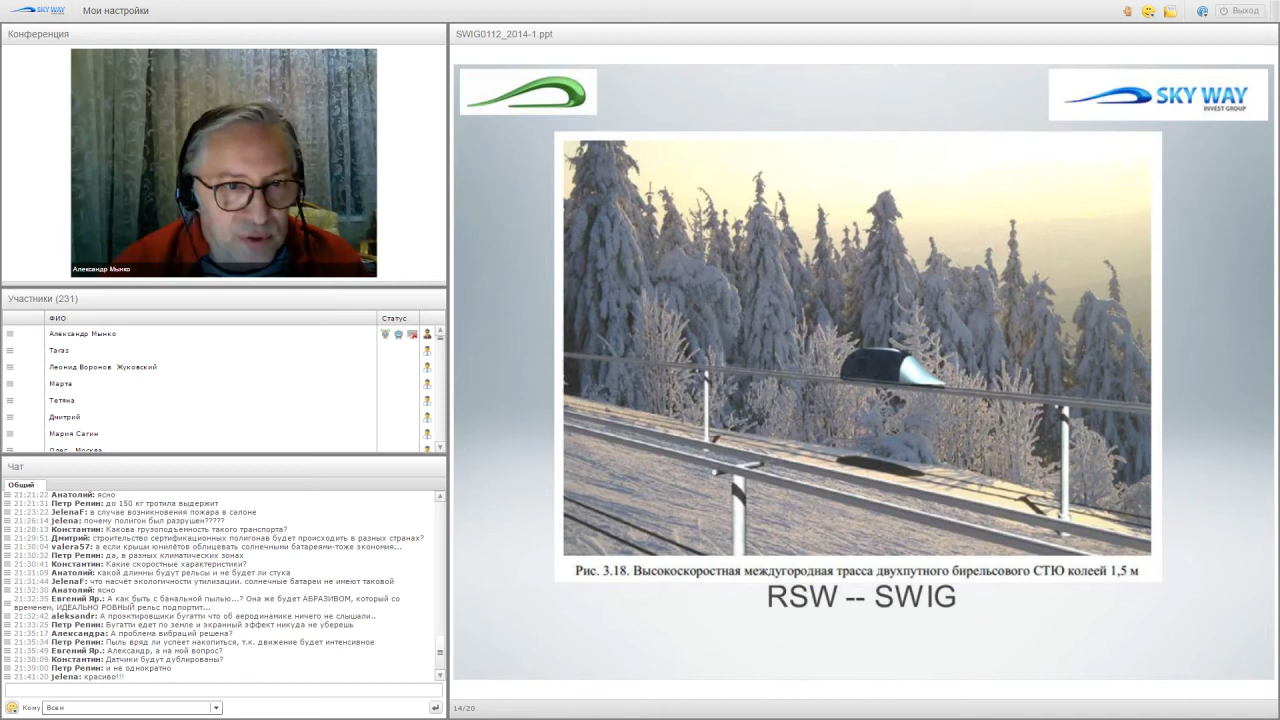 SKY WAY
Мои настройки
Выход
Конференция
Александр Мынко
Участники (231)
ФИО
Статус
Александр Мынко
Taras
Леонид Воронов Жуковский
Марта
Тетяна
Дмитрий
Мария Сагин
Олег Москва
Чат
Общий
21:21:22 Анатолий: ясно
21:21:31 Петр Репин: до 150 кг тротила выдержит
21:23:22 JelenaF: в случае возникновения пожара в салоне
21:26:14 jelena: почему полигон был разрушен?????
21:28:13 Константин: Какова грузоподъемность такого транспорта?
21:29:51 Дмитрий: строительство сертификационных полигонав будет происходить в разных странах?
21:30:04 valera57: а если крыши юнилётов облицевать солнечными батареями-тоже экономия...
21:30:32 Петр Репин: да, в разных климатических зонах
21:30:41 Константин: Какие скоростные характеристики?
21:31:09 Анатолий: какой длинны будут рельсы и не будет ли стука
21:31:44 JelenaF: что насчёт экологичности утилизации. солнечные батареи не имеют таковой
21:32:30 Анатолий: ясно
21:32:35 Евгений Яр.: А как быть с банальной пылью...? Она же будет АБРАЗИВОМ, который со
временем, ИДЕАЛЬНО РОВНЫЙ рельс подпортит...
21:32:42 aleksandr: А проэктировщики бугатти что об аеродинамике ничего не слышали..
21:33:25 Петр Репин: Бугатти едет по земле и экранный эффект никуда не уберешь
21:35:17 Александра: А проблема вибраций решена?
21:35:34 Петр Репин: Пыль вряд ли успеет накопиться, т.к. движение будет интенсивное
21:35:49 Евгений Яр.: Александр, а на мой вопрос?
21:38:09 Константин: Датчики будут дублированы?
21:39:00 Петр Репин: и не однократно
21:41:20 jelena: красиво!!!
Кому
Всем
SWIG0112_2014-1.ppt
SKY WAY
INVEST GROUP
Рис. 3.18. Высокоскоростная междугородная трасса двухпутного бирельсового СТЮ колеей 1,5 м
RSW -- SWIG
14/20